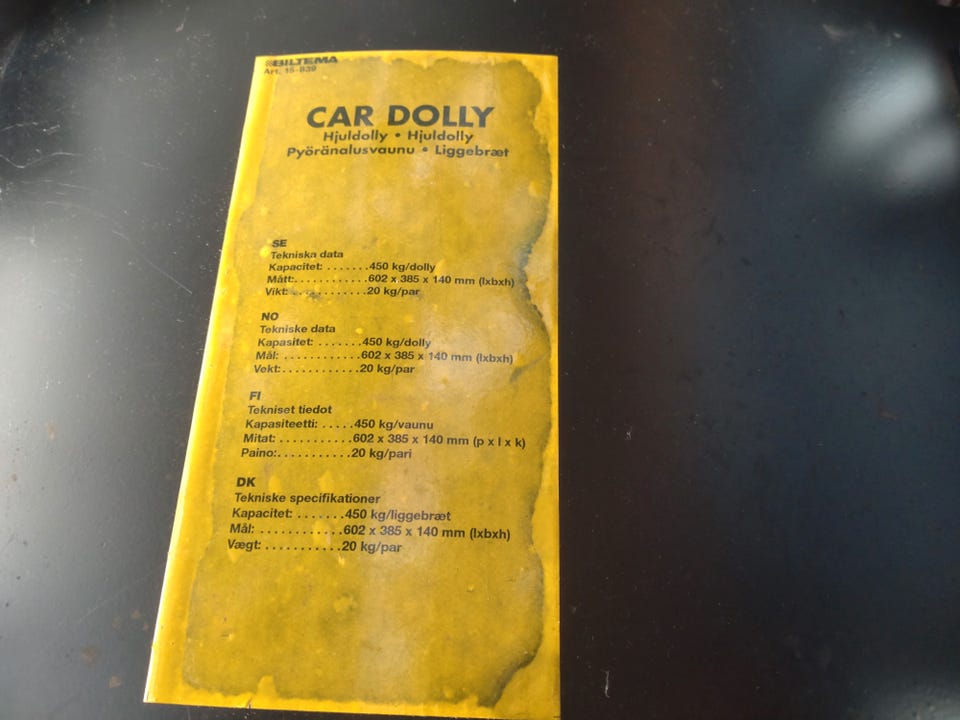 BILTEMA
Art. 15-839
CAR DOLLY
Hjuldolly • Hjuldolly
Pyöränalusvaunu • Liggebræt
SE
Tekniska data
Kapacitet: .......450 kg/dolly
Mått:............602 x 385 x 140 mm (lxbxh)
Vikt: ............20 kg/par
NO
Tekniske data
Kapasitet: .......450 kg/dolly
Mål: ............602 x 385 x 140 mm (lxbxh)
Vekt:............20 kg/par
FI
Tekniset tiedot
Kapasiteetti: .....450 kg/vaunu
Mitat:...........602 x 385 x 140 mm (p x l x k)
Paino:...........20 kg/pari
DK
Tekniske specifikationer
Kapacitet: .......450 kg/liggebræt
Mål: ............602 x 385 x 140 mm (lxbxh)
Vægt:...........20 kg/par